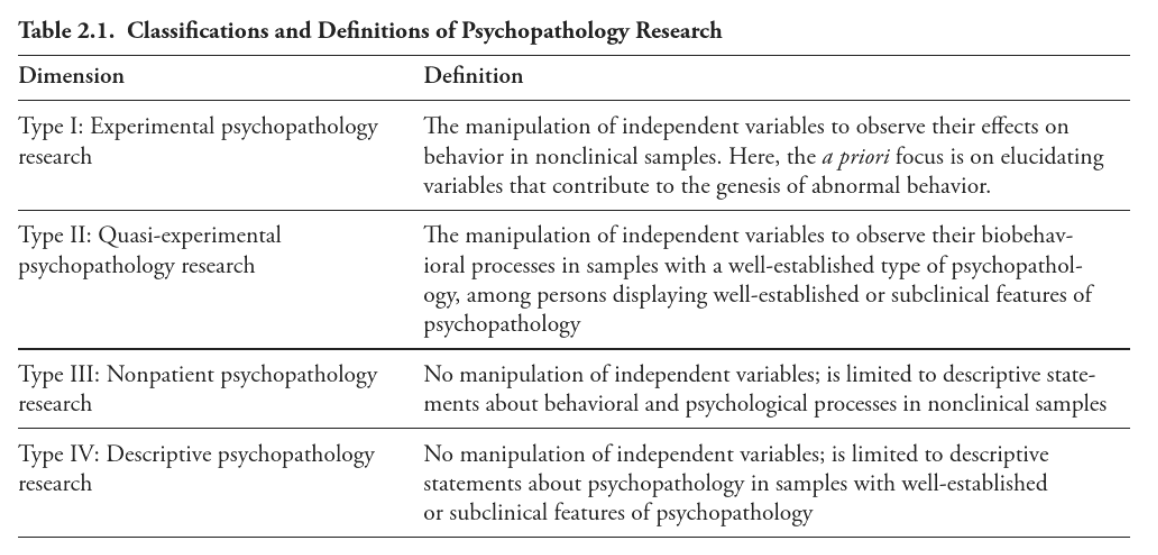 Table 2.1. Classifications and Definitions of Psychopathology Research
Dimension
Definition
Type I: Experimental psychopathology
research
The manipulation of independent variables to observe their effects on
behavior in nonclinical samples. Here, the a priori focus is on elucidating
variables that contribute to the genesis of abnormal behavior.
Type II: Quasi-experimental
psychopathology research
The manipulation of independent variables to observe their biobehav-
ioral processes in samples with a well-established type of psychopathol-
ogy, among persons displaying well-established or subclinical features of
psychopathology
Type III: Nonpatient psychopathology
research
No manipulation of independent variables; is limited to descriptive state-
ments about behavioral and psychological processes in nonclinical samples
Type IV: Descriptive psychopathology
research
No manipulation of independent variables; is limited to descriptive
statements about psychopathology in samples with well-established
or subclinical features of psychopathology